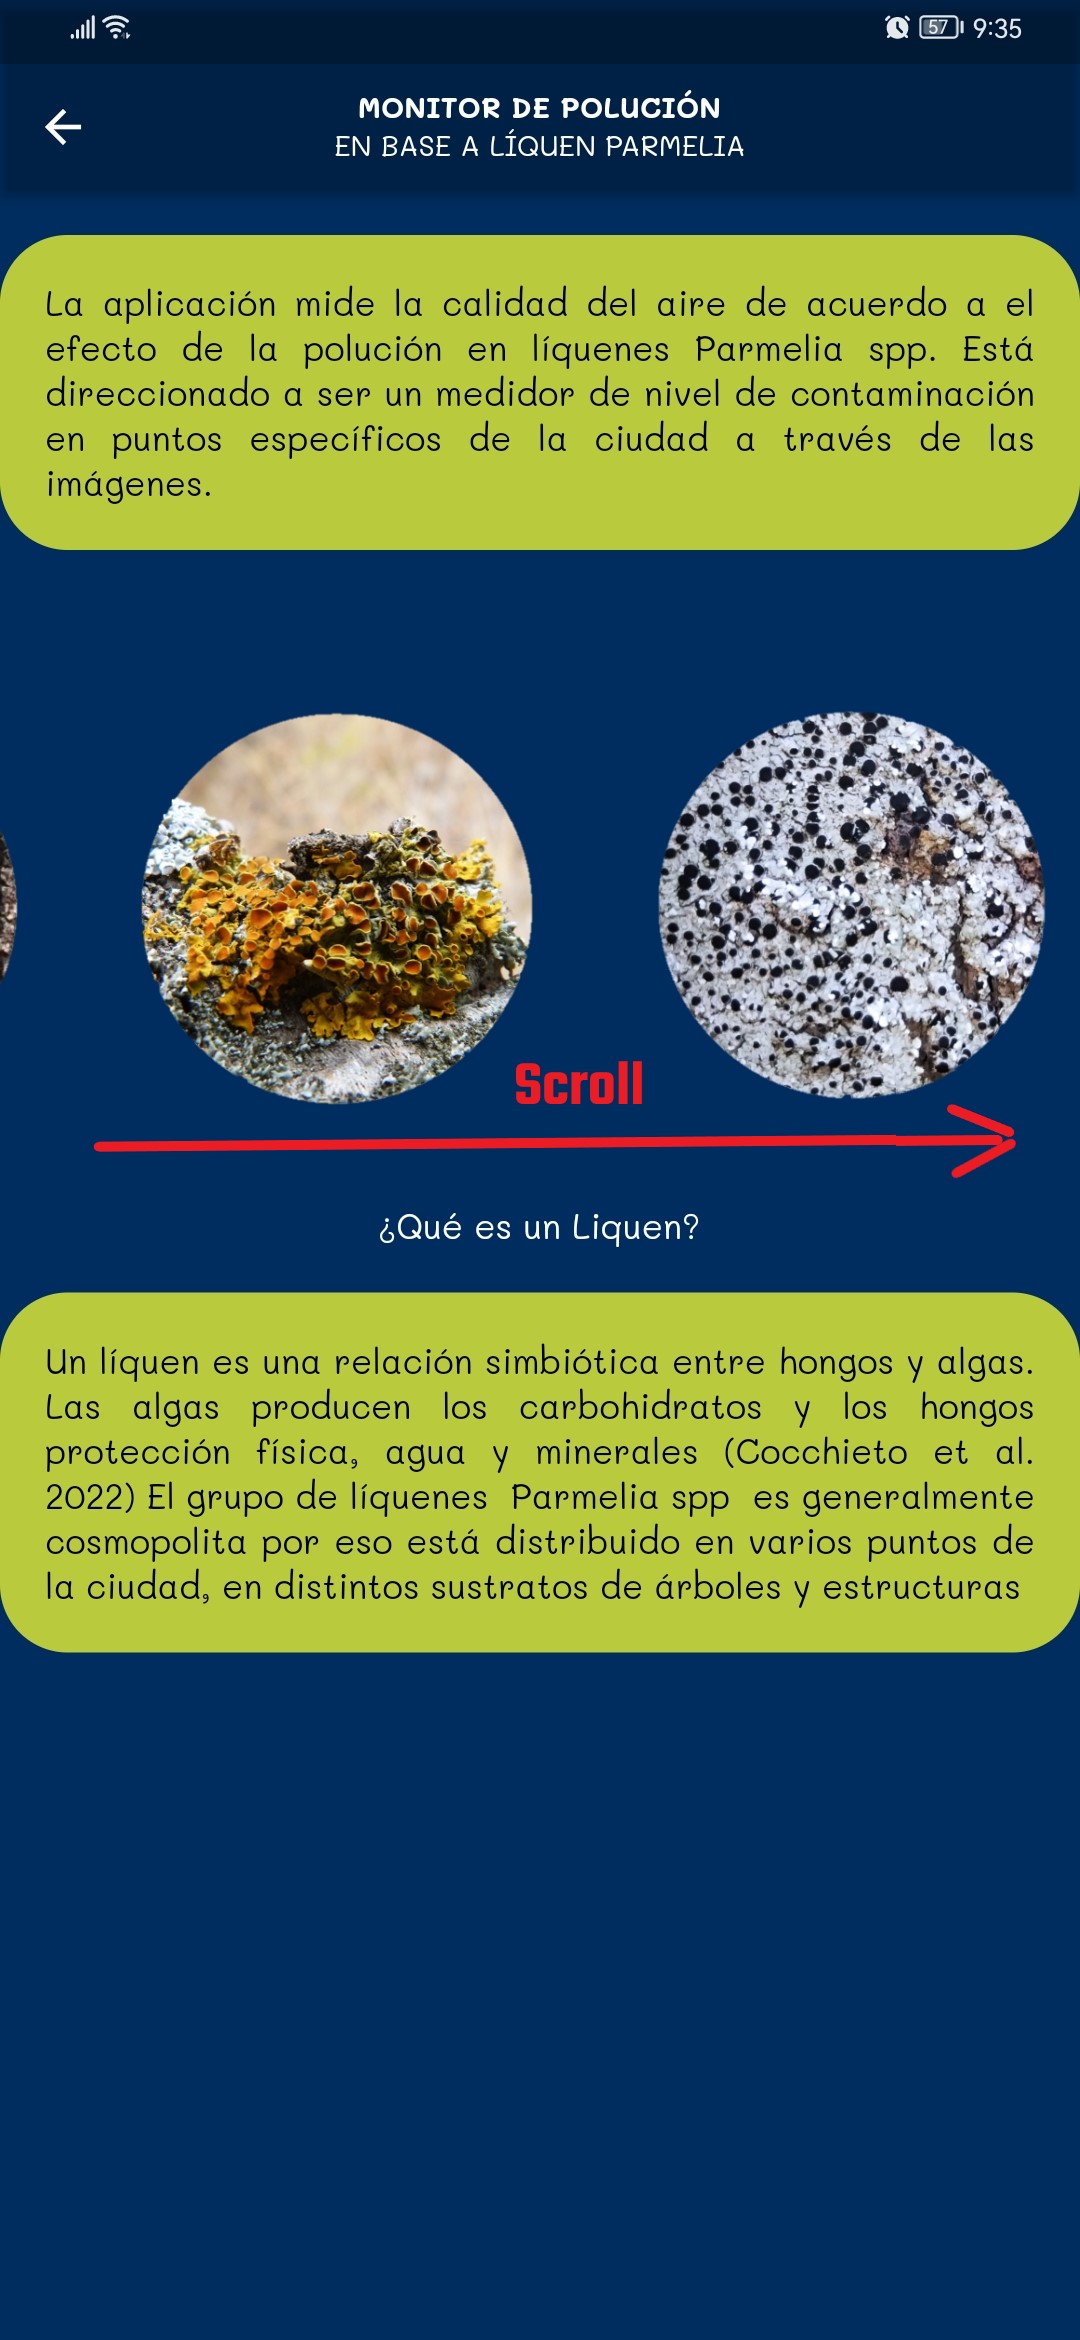 57 9:35
MONITOR DE POLUCIÓN
EN BASE A LÍQUEN PARMELIA
La aplicación mide la calidad del aire de acuerdo a el
efecto de la polución en líquenes Parmelia spp. Está
direccionado a ser un medidor de nivel de contaminación
en puntos específicos de la ciudad a través de las
imágenes.
Scroll
¿Qué es un Liquen?
Un líquen es una relación simbiótica entre hongos y algas.
Las algas producen los carbohidratos y los hongos
protección física, agua y minerales (Cocchieto et al.
2022) El grupo de líquenes Parmelia spp es generalmente
cosmopolita por eso está distribuido en varios puntos de
la ciudad, en distintos sustratos de árboles y estructuras